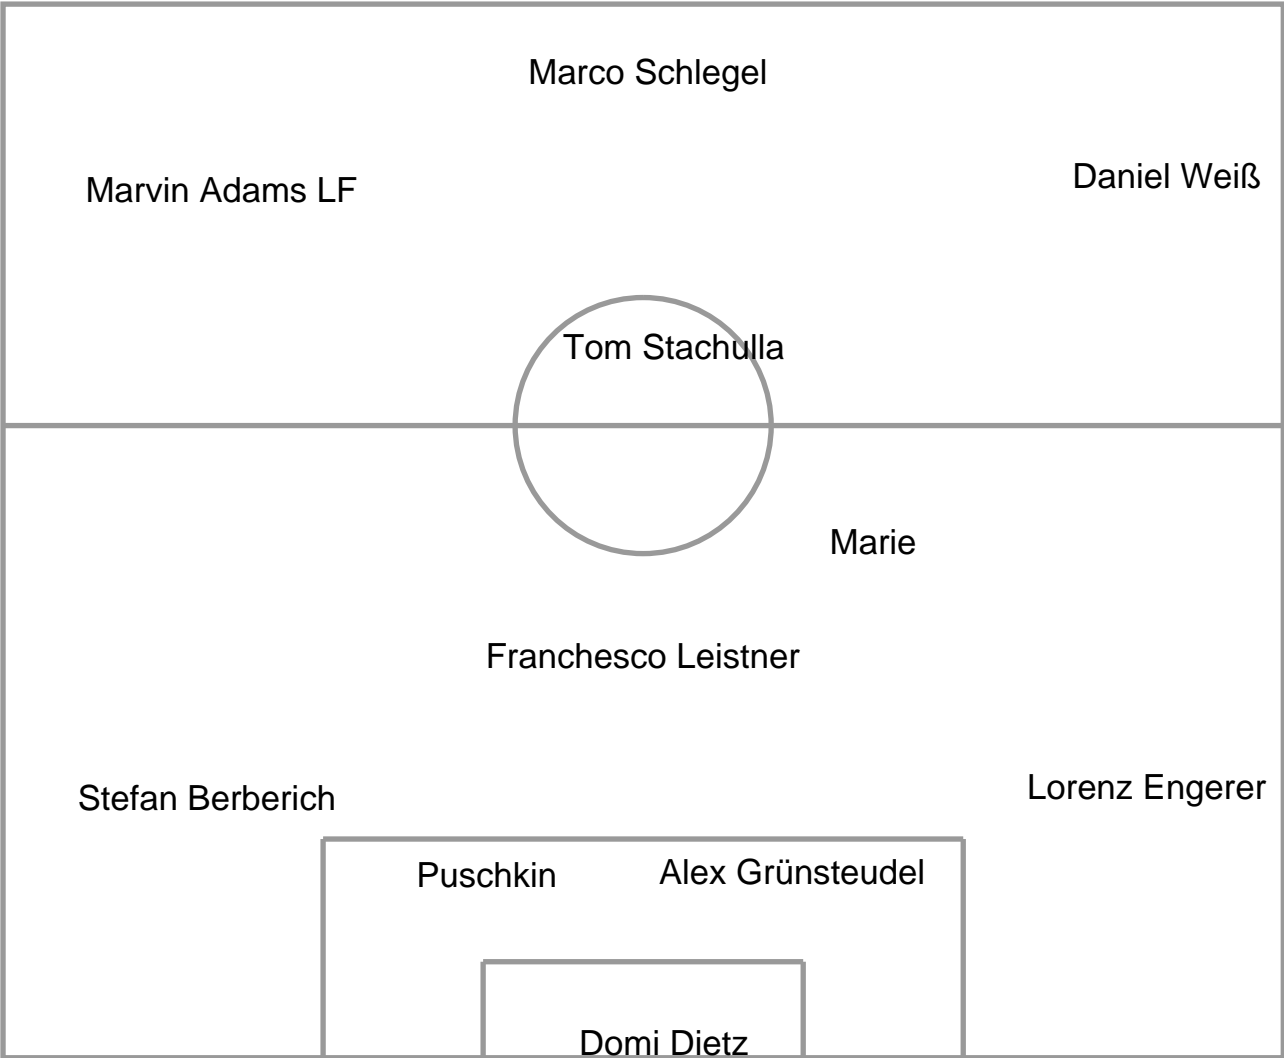 Marco Schlegel
Marvin Adams LF
Daniel Weiß
Tom Stachulla
Marie
Franchesco Leistner
Stefan Berberich
Lorenz Engerer
Puschkin
Alex Grünsteudel
Domi Dietz